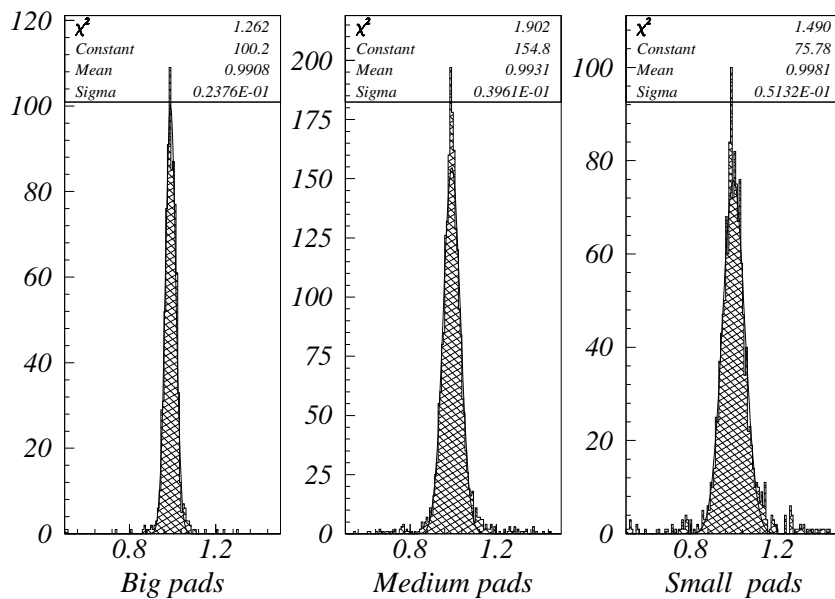 χ² 1.262
Constant 100.2
Mean 0.9908
Sigma 0.2376E-01
120
100
80
60
40
20
0
0.8 1.2
Big pads
χ² 1.902
Constant 154.8
Mean 0.9931
Sigma 0.3961E-01
200
175
150
125
100
75
50
25
0
0.8 1.2
Medium pads
χ² 1.490
Constant 75.78
Mean 0.9981
Sigma 0.5132E-01
100
80
60
40
20
0
0.8 1.2
Small pads